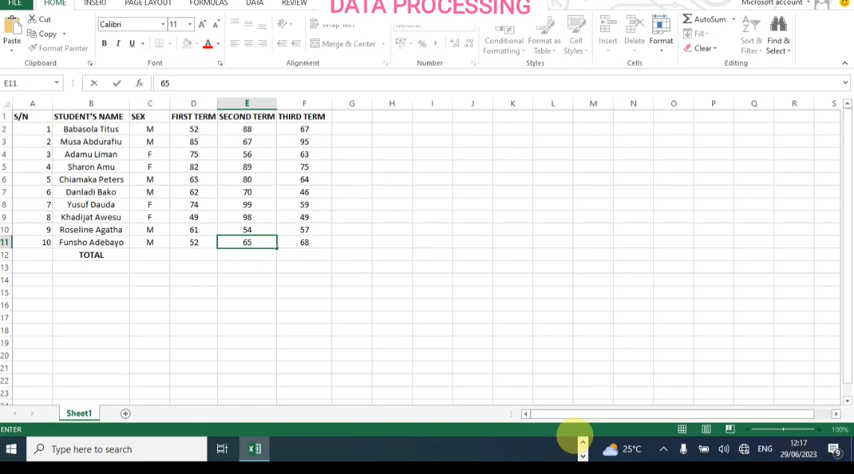 DATA PROCESSING
FILE HOME INSERT PAGE LAYOUT FORMULAS DATA REVIEW Microsoft account
Cut Calibri 11 Wrap Text AutoSum
Copy Fill
Paste Format Painter B I U Merge & Center % Conditional Format as Cell Insert Delete Format Clear Sort & Find &
Formatting Table Styles Filter Select
Clipboard Font Alignment Number Styles Cells Editing
E11 fx 65
A B C D E F G H I J K L M N O P Q R S
1 S/N STUDENT'S NAME SEX FIRST TERM SECOND TERM THIRD TERM
2 1 Babasola Titus M 52 88 67
3 2 Musa Abdurafiu M 85 67 95
4 3 Adamu Liman F 75 56 63
5 4 Sharon Amu F 82 89 75
6 5 Chiamaka Peters M 65 80 64
7 6 Danladi Bako M 62 70 46
8 7 Yusuf Dauda F 74 99 59
9 8 Khadijat Awesu F 49 98 49
10 9 Roseline Agatha M 61 54 57
11 10 Funsho Adebayo M 52 65 68
12 TOTAL
13
14
15
16
17
18
19
20
21
22
23
Sheet1
ENTER 100%
Type here to search 25°C ENG 12:17
29/06/2023 9